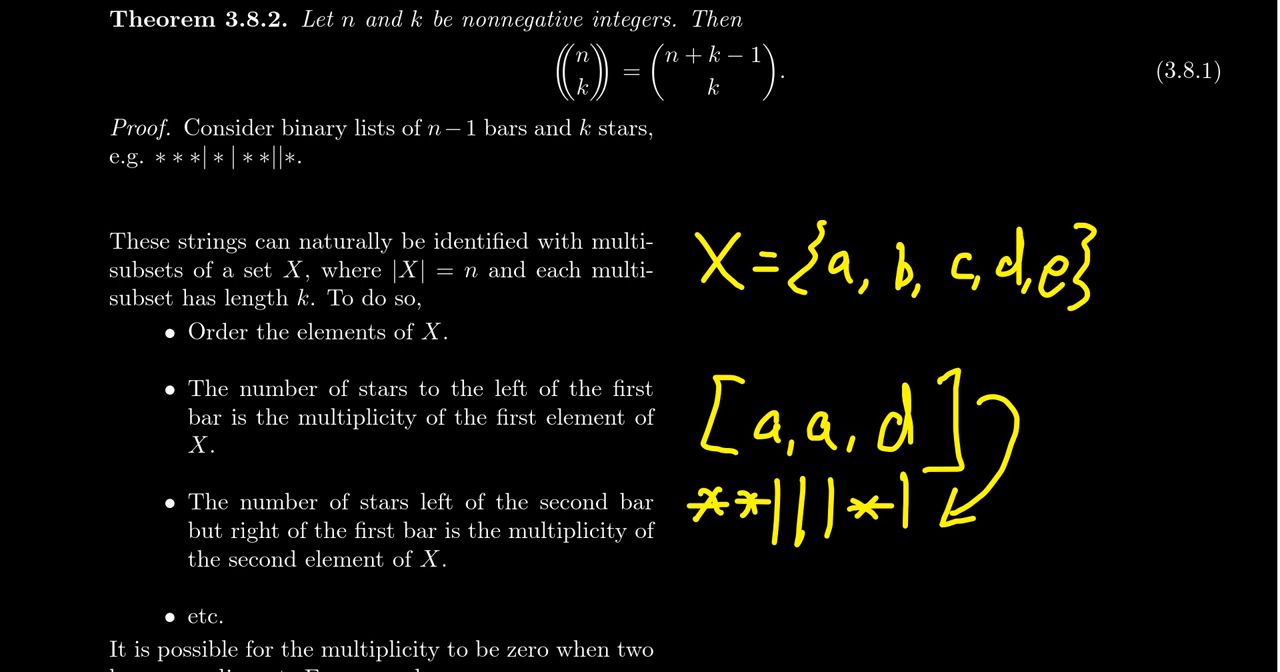 Theorem 3.8.2. Let n and k be nonnegative integers. Then
((n k)) = (n + k − 1 k). (3.8.1)
Proof. Consider binary lists of n − 1 bars and k stars,
e.g. ∗ ∗ ∗| ∗ | ∗ ∗||∗.
These strings can naturally be identified with multi-
subsets of a set X, where |X| = n and each multi-
subset has length k. To do so,
X = {a, b, c, d, e}
• Order the elements of X.
• The number of stars to the left of the first
bar is the multiplicity of the first element of
X.
[a, a, d]
**|||*|
• The number of stars left of the second bar
but right of the first bar is the multiplicity of
the second element of X.
• etc.
It is possible for the multiplicity to be zero when two